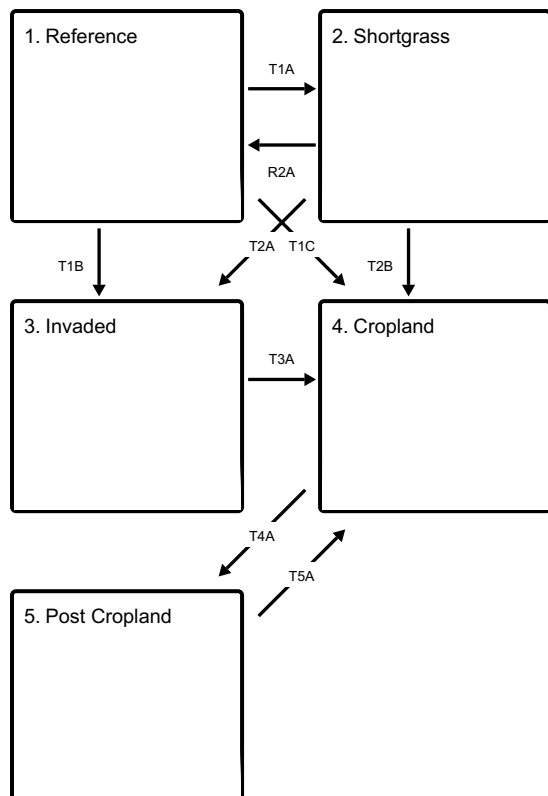 1. Reference
2. Shortgrass
T1A
R2A
T2A
T1C
T1B
T2B
3. Invaded
4. Cropland
T3A
T4A
T5A
5. Post Cropland